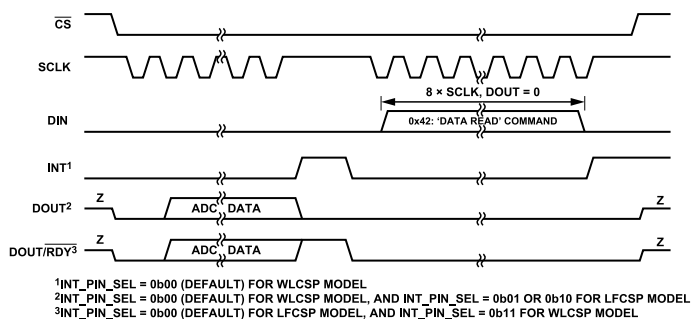 CS
SCLK
8 × SCLK, DOUT = 0
DIN
0x42: 'DATA READ' COMMAND
INT1
Z
Z
DOUT2
ADC DATA
Z
Z
DOUT/RDY3
ADC DATA
1INT_PIN_SEL = 0b00 (DEFAULT) FOR WLCSP MODEL
2INT_PIN_SEL = 0b00 (DEFAULT) FOR WLCSP MODEL, AND INT_PIN_SEL = 0b01 OR 0b10 FOR LFCSP MODEL
3INT_PIN_SEL = 0b00 (DEFAULT) FOR LFCSP MODEL, AND INT_PIN_SEL = 0b11 FOR WLCSP MODEL